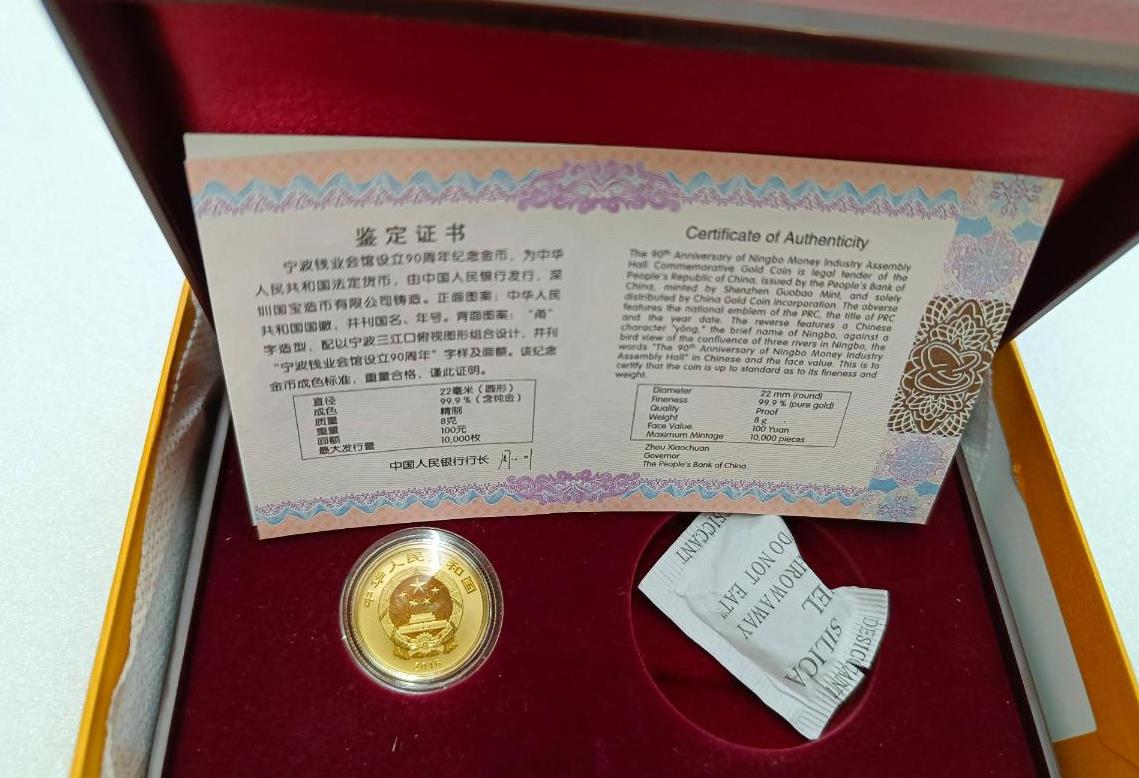 鉴定证书
宁波钱业会馆设立90周年纪念金币，为中华
人民共和国法定货币，由中国人民银行发行，深
圳国宝造币有限公司铸造。正面图案：中华人民
共和国国徽，并刊国名、年号。背面图案：“甬”
字造型，配以宁波三江口俯视图形组合设计，并刊
“宁波钱业会馆设立90周年”字样及面额。该纪念
金币成色标准，重量合格，谨此证明。
直径 22毫米（圆形）
成色 99.9%（含纯金）
质量 精制
重量 8克
面额 100元
最大发行量 10,000枚
中国人民银行行长
Certificate of Authenticity
The 90th Anniversary of Ningbo Money Industry Assembly
Hall Commemorative Gold Coin is legal tender of the
People's Republic of China, issued by the People's Bank of
China, minted by Shenzhen Guobao Mint, and solely
distributed by China Gold Coin Incorporation. The obverse
features the national emblem of the PRC, the title of PRC
and the year date. The reverse features a Chinese
character "yǒng," the brief name of Ningbo, against a
bird view of the confluence of three rivers in Ningbo, the
words "The 90th Anniversary of Ningbo Money Industry
Assembly Hall" in Chinese and the face value. This is to
certify that the coin is up to standard as to its fineness and
weight.
Diameter 22 mm (round)
Fineness 99.9 % (pure gold)
Quality Proof
Weight 8 g
Face Value 100 Yuan
Maximum Mintage 10,000 pieces
Zhou Xiaochuan
Governor
The People's Bank of China
中华人民共和国
2016
DESICCANT
DO NOT EAT"
THROWAWAY
GEL
SILICA
DESICCANT